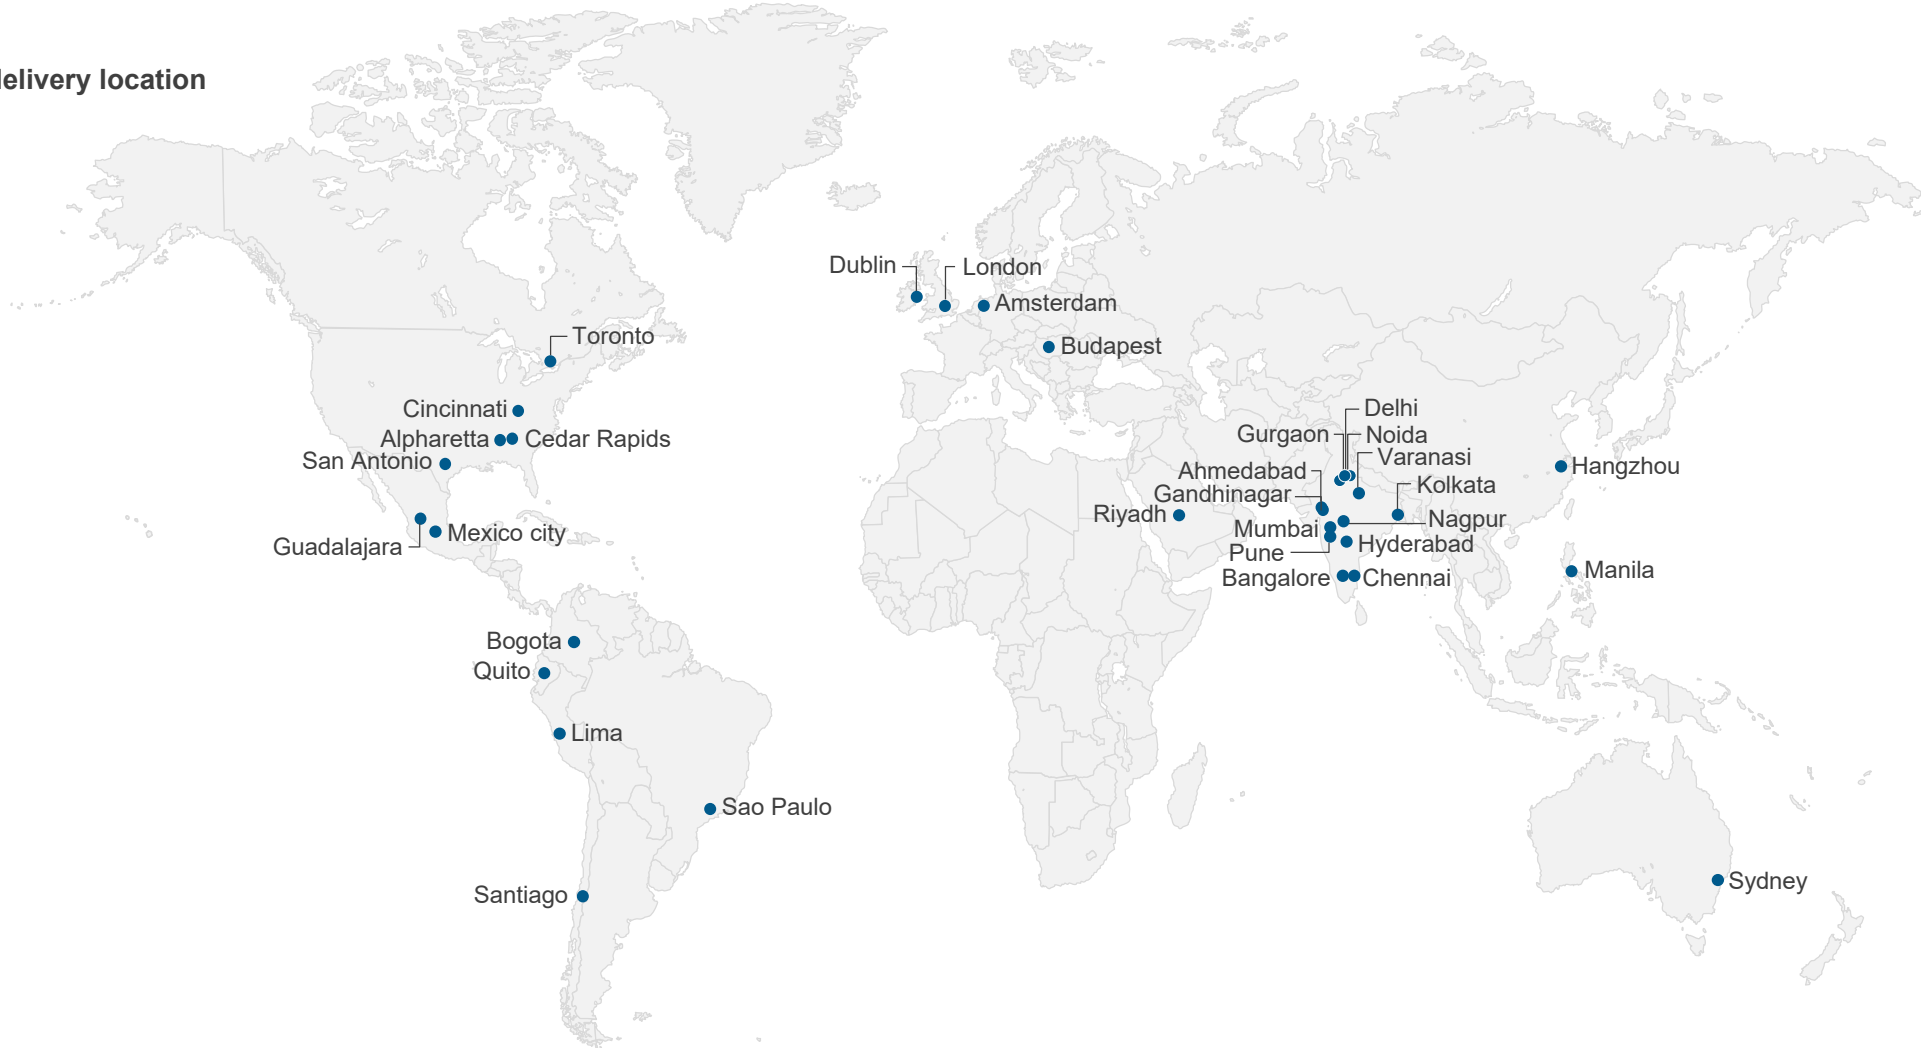 delivery location
Dublin
London
Amsterdam
Toronto
Budapest
Cincinnati
Delhi
Alpharetta
Cedar Rapids
Gurgaon
Noida
San Antonio
Varanasi
Hangzhou
Ahmedabad
Kolkata
Gandhinagar
Riyadh
Nagpur
Mumbai
Mexico city
Guadalajara
Hyderabad
Pune
Manila
Bangalore
Chennai
Bogota
Quito
Lima
Sao Paulo
Sydney
Santiago